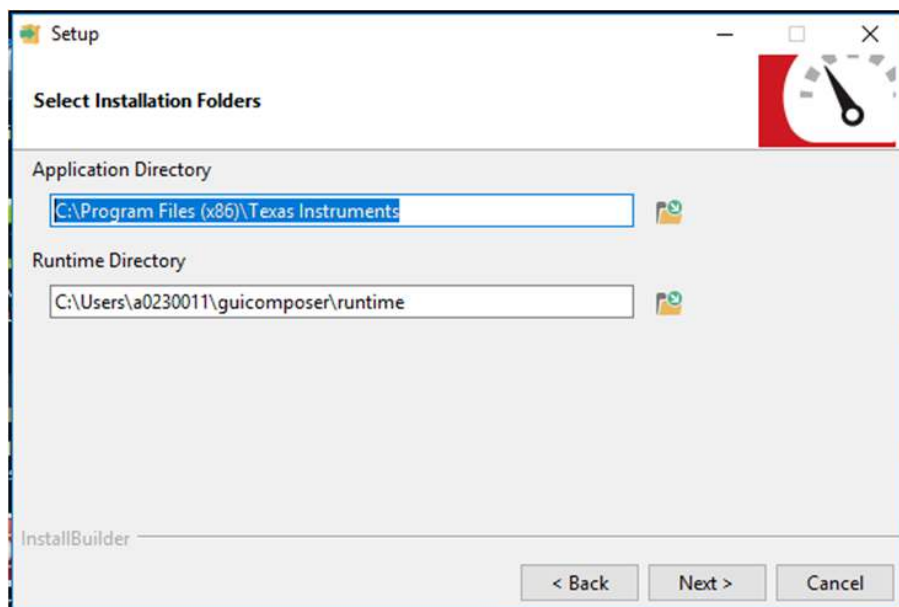 Setup
Select Installation Folders
Application Directory
C:\Program Files (x86)\Texas Instruments
Runtime Directory
C:\Users\a0230011\guicomposer\runtime
InstallBuilder
< Back Next > Cancel